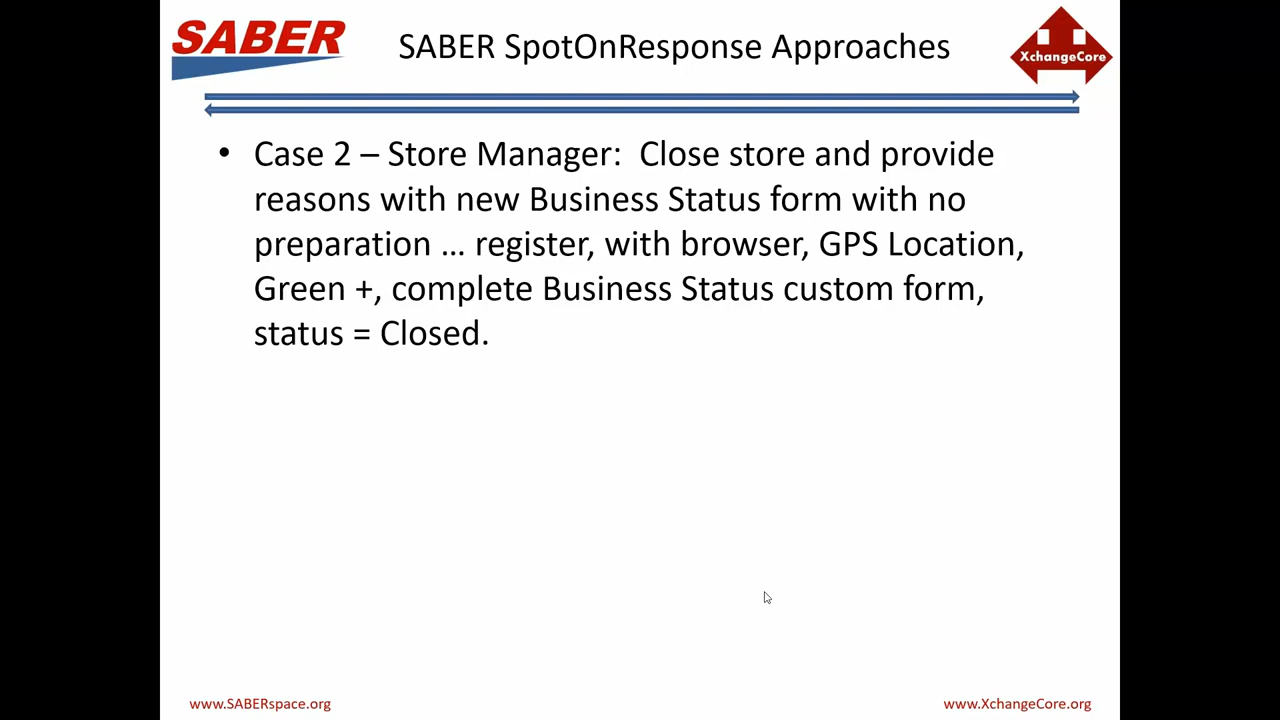 SABER
SABER SpotOnResponse Approaches
XchangeCore
• Case 2 – Store Manager:  Close store and provide
reasons with new Business Status form with no
preparation … register, with browser, GPS Location,
Green +, complete Business Status custom form,
status = Closed.
www.SABERspace.org
www.XchangeCore.org